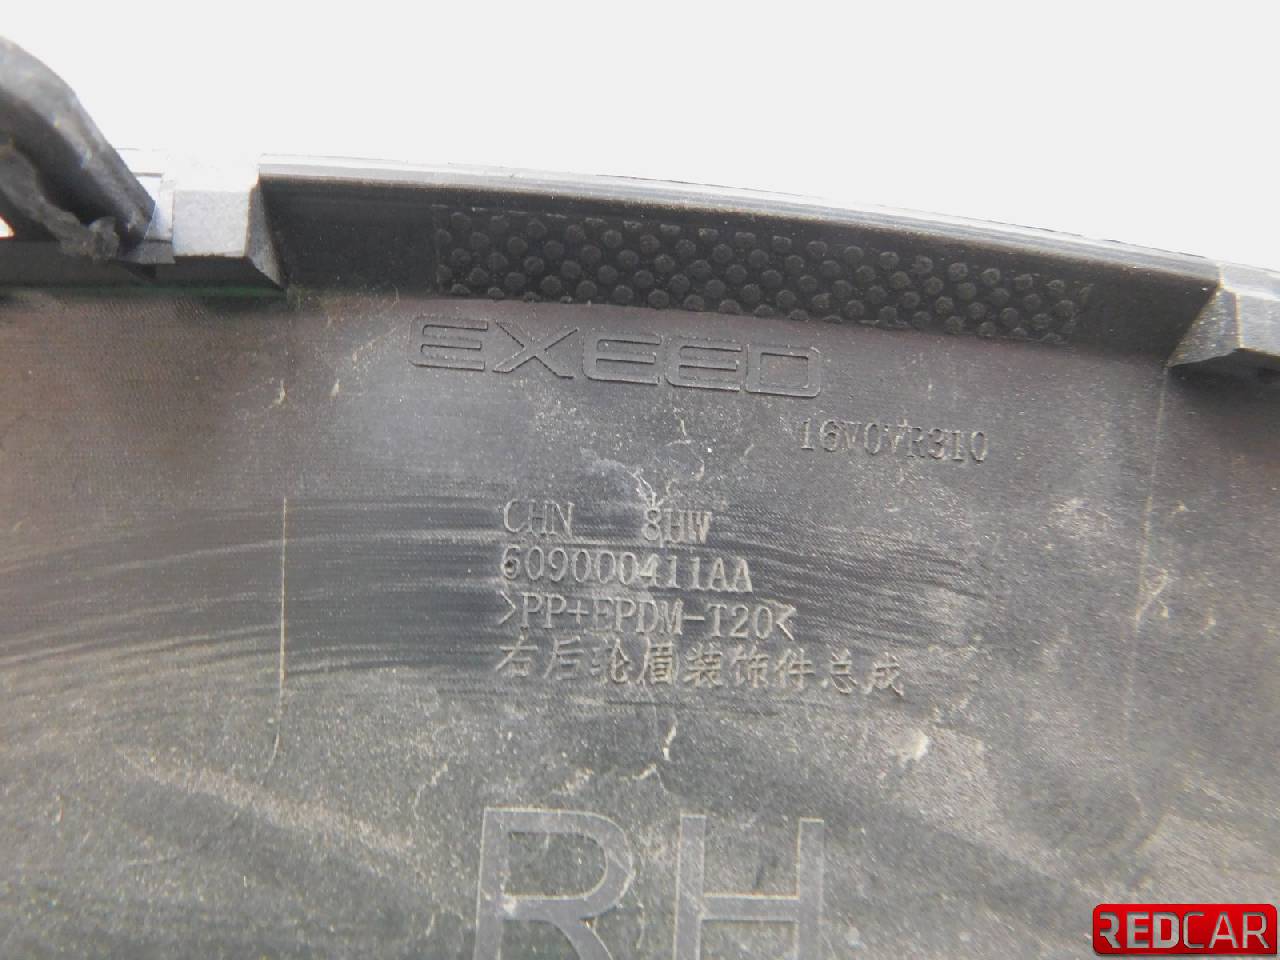 EXEED
16V0VR310
CHN 8HW
609000411AA
>PP+EPDM-T20<
右后轮眉装饰件总成
RH
REDCAR